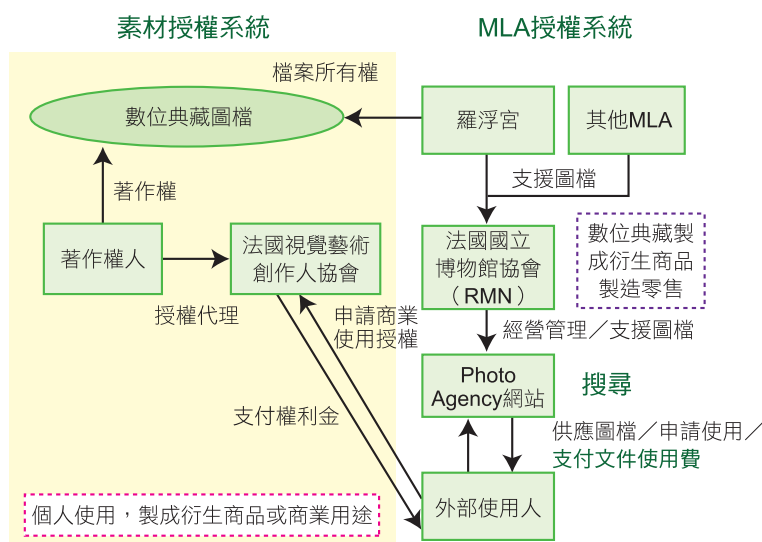 素材授權系統
MLA授權系統
檔案所有權
數位典藏圖檔
羅浮宮
其他MLA
支援圖檔
著作權
著作權人
法國視覺藝術
創作人協會
法國國立
博物館協會
（RMN）
數位典藏製
成衍生商品
製造零售
授權代理
申請商業
使用授權
經營管理／支援圖檔
Photo
Agency網站
搜尋
支付權利金
供應圖檔／申請使用／
支付文件使用費
外部使用人
個人使用，製成衍生商品或商業用途